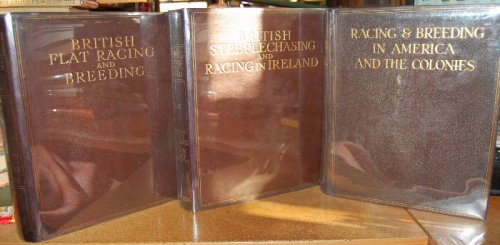 BRITISH
FLAT RACING
AND
BREEDING
BRITISH
STEEPLECHASING
AND
RACING IN IRELAND
RACING & BREEDING
IN AMERICA
AND THE COLONIES